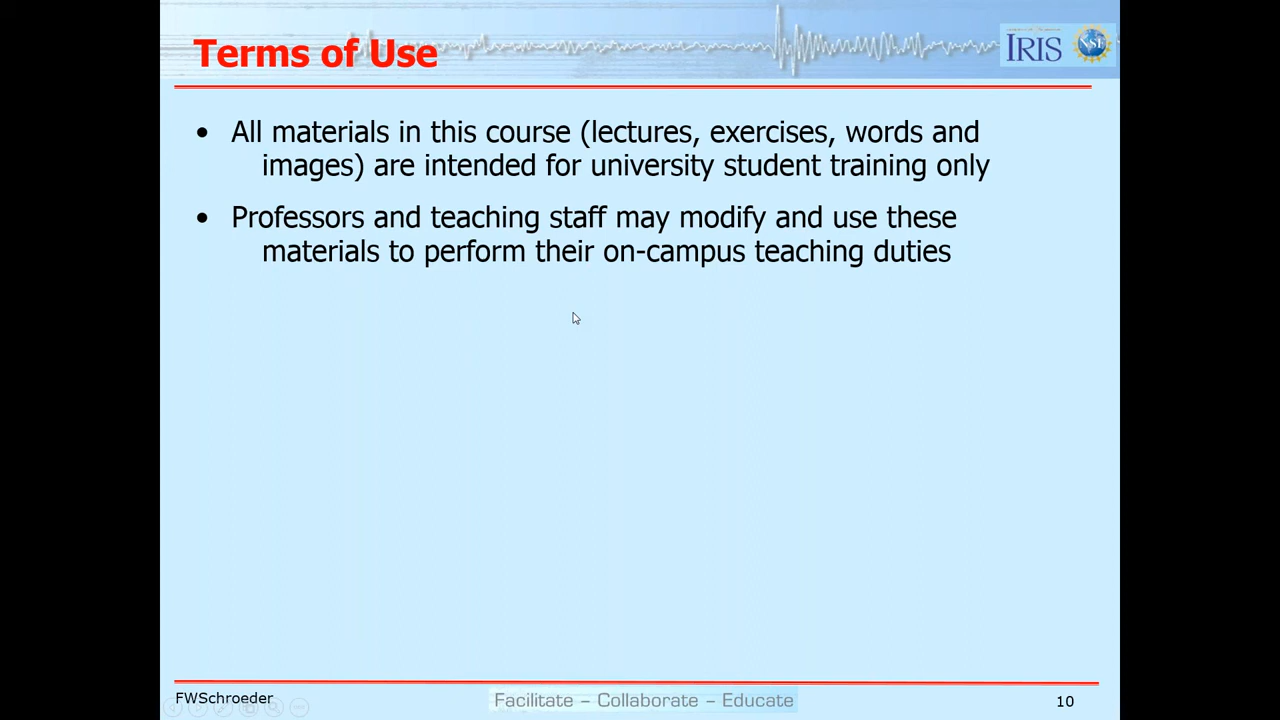 Terms of Use
IRIS
NSF
• All materials in this course (lectures, exercises, words and
images) are intended for university student training only
• Professors and teaching staff may modify and use these
materials to perform their on-campus teaching duties
FWSchroeder
Facilitate – Collaborate – Educate
10